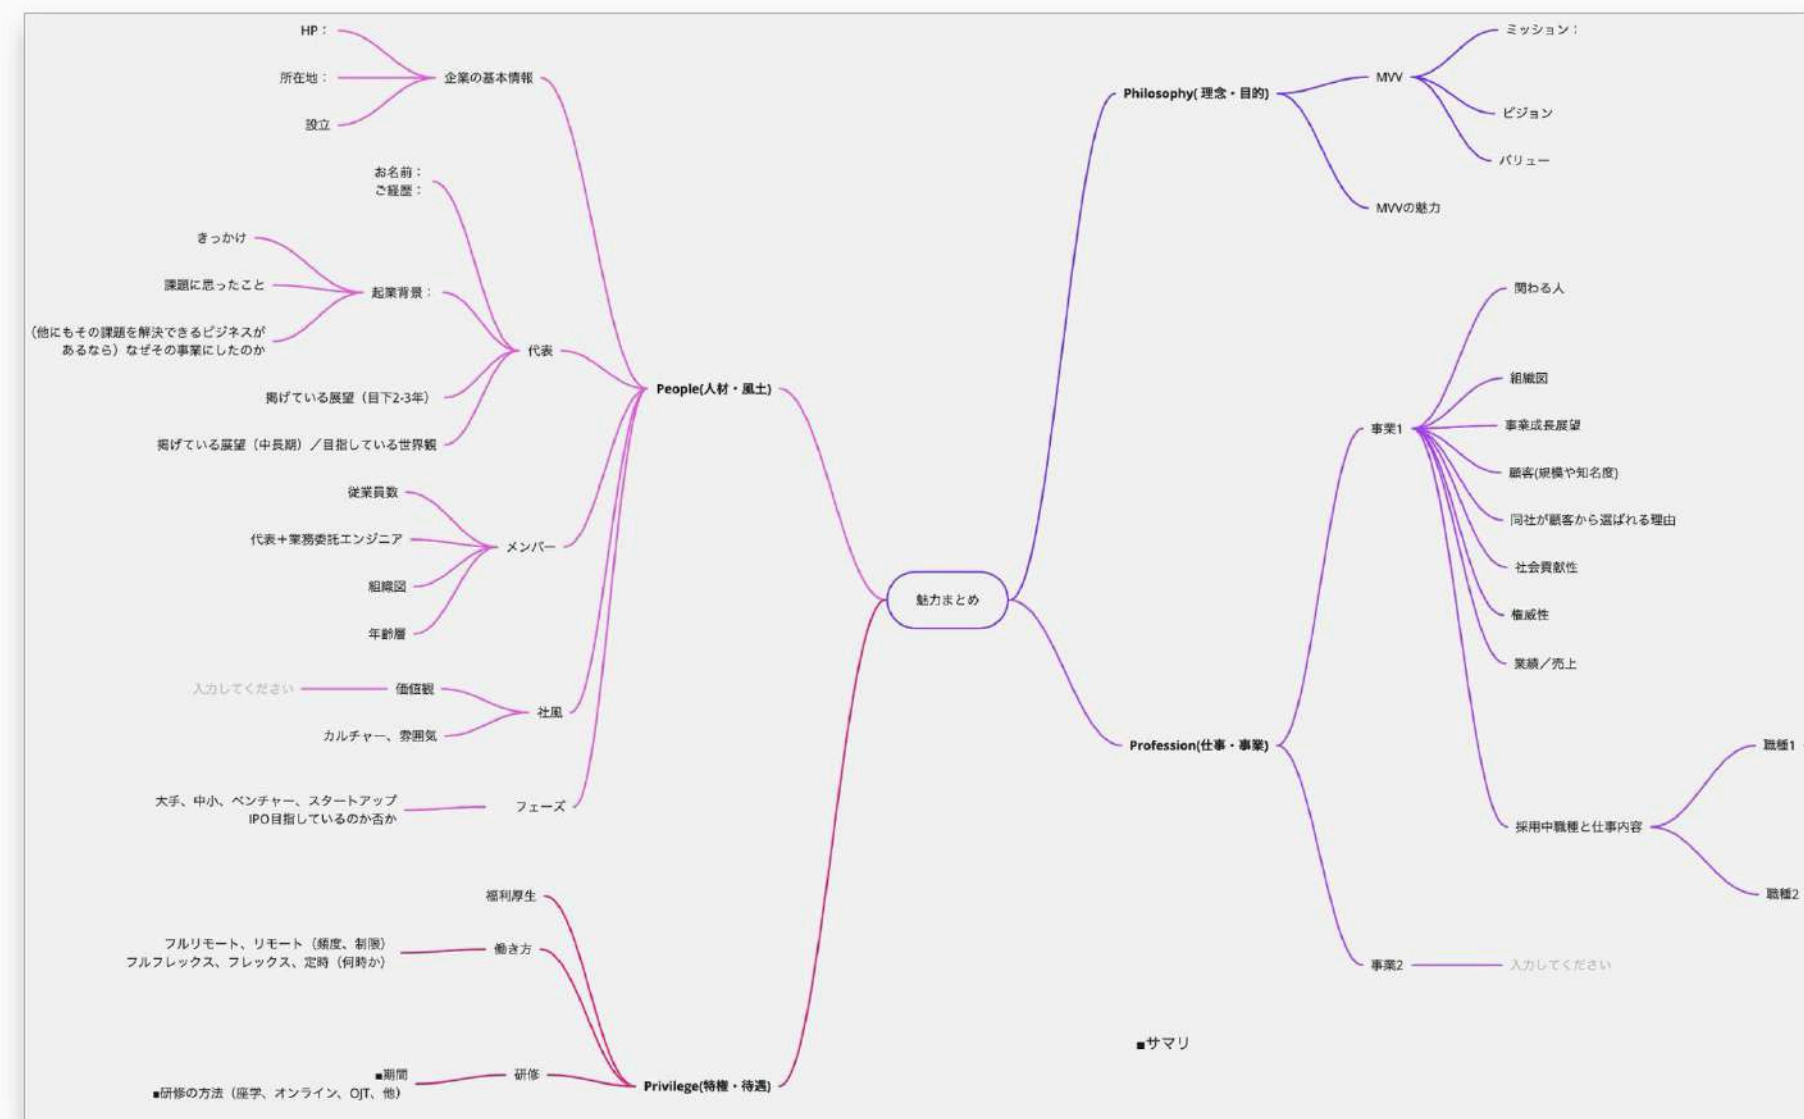 HP：
所在地：
企業の基本情報
設立
お名前：
ご経歴：
きっかけ
課題に思ったこと
起業背景：
（他にもその課題を解決できるビジネスが
あるなら）なぜその事業にしたのか
代表
掲げている展望（目下2-3年）
掲げている展望（中長期）／目指している世界観
People(人材・風土)
従業員数
代表＋業務委託エンジニア
メンバー
組織図
年齢層
入力してください
価値観
社風
カルチャー、雰囲気
大手、中小、ベンチャー、スタートアップ
IPO目指しているのか否か
フェーズ
福利厚生
フルリモート、リモート（頻度、制限）
フルフレックス、フレックス、定時（何時か）
働き方
■期間
■研修の方法（座学、オンライン、OJT、他）
研修
Privilege(特権・待遇)
魅力まとめ
Philosophy( 理念・目的)
MVV
ミッション：
ビジョン
バリュー
MVVの魅力
Profession(仕事・事業)
事業1
関わる人
組織図
事業成長展望
顧客(規模や知名度)
同社が顧客から選ばれる理由
社会貢献性
権威性
業績／売上
採用中職種と仕事内容
職種1
職種2
事業2
入力してください
■サマリ